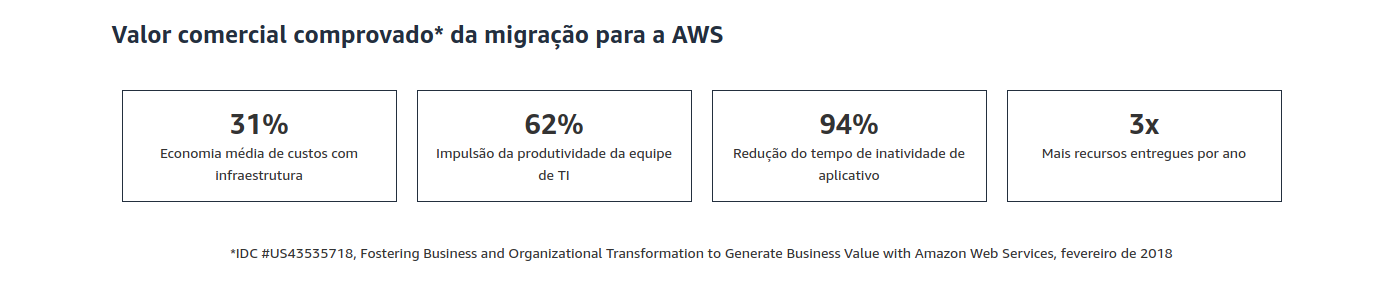 Valor comercial comprovado* da migração para a AWS
31%
Economia média de custos com
infraestrutura
62%
Impulsão da produtividade da equipe
de TI
94%
Redução do tempo de inatividade de
aplicativo
3x
Mais recursos entregues por ano
*IDC #US43535718, Fostering Business and Organizational Transformation to Generate Business Value with Amazon Web Services, fevereiro de 2018